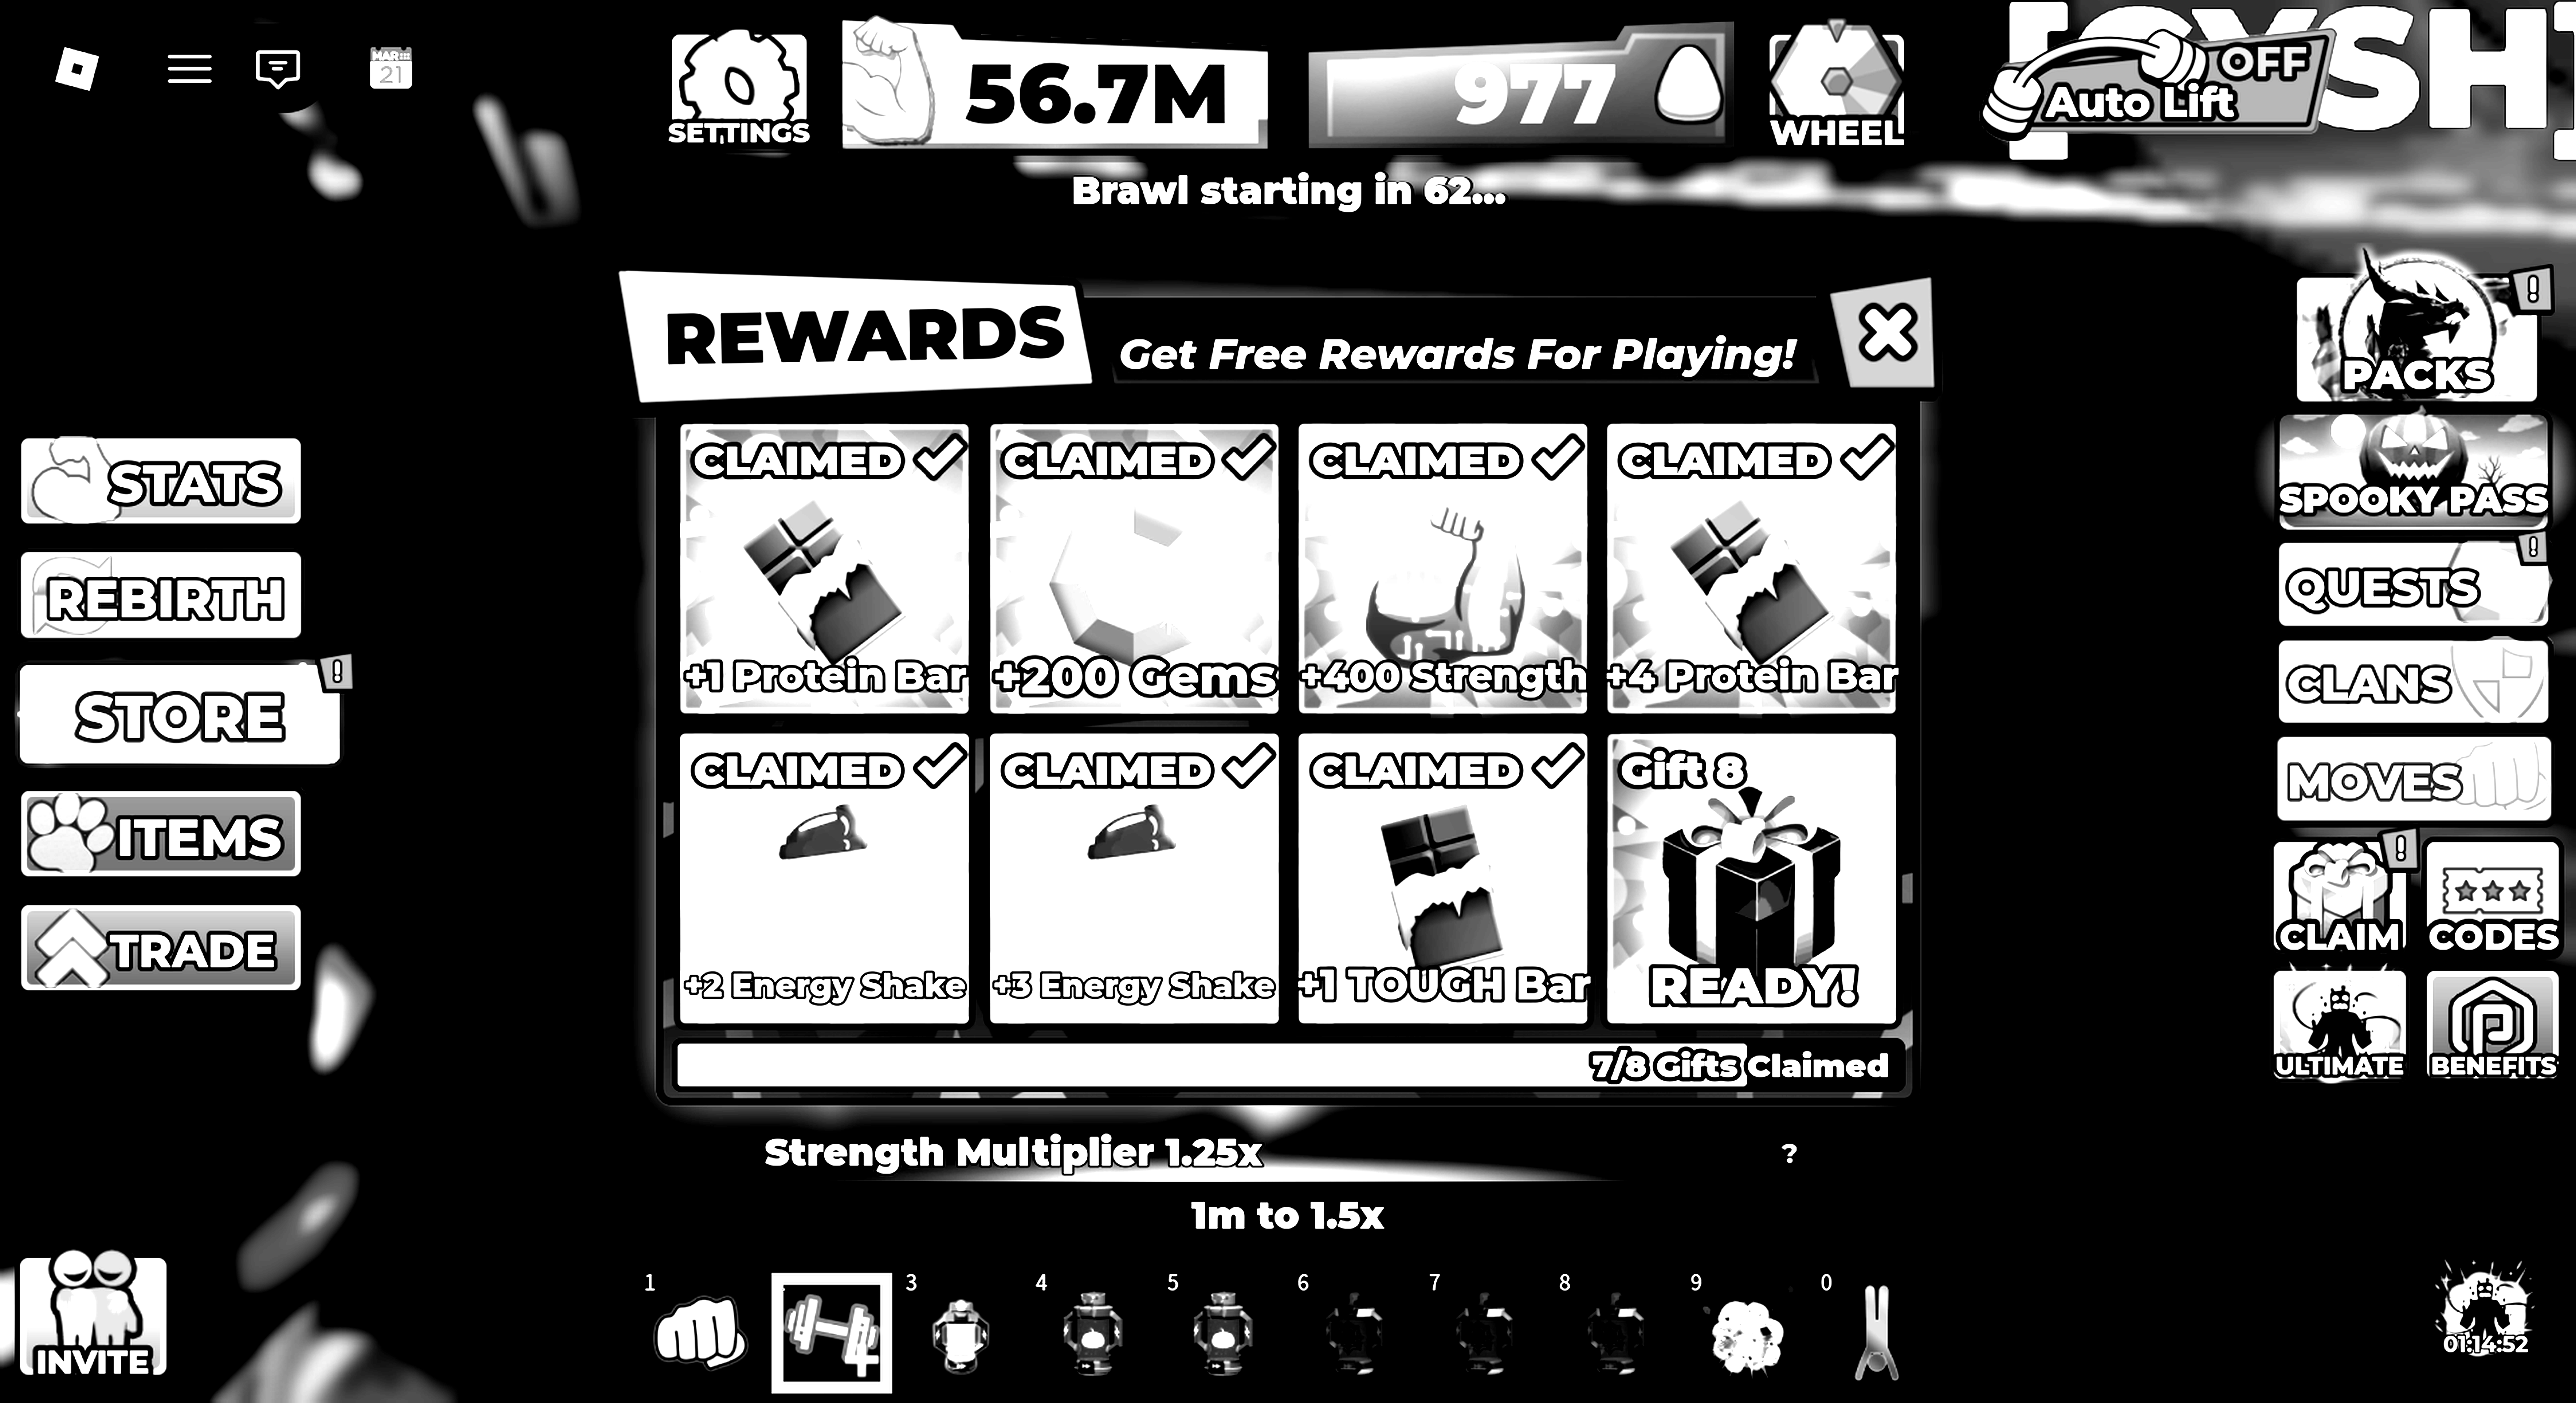 MAR
21
SETTINGS
56.7M
977
WHEEL
OFF
Auto Lift
YSH]
Brawl starting in 62...
REWARDS
Get Free Rewards For Playing!
PACKS
!
SPOOKY PASS
QUESTS
!
CLANS
MOVES
CLAIM
!
CODES
ULTIMATE
BENEFITS
STATS
REBIRTH
STORE
!
ITEMS
TRADE
CLAIMED
+1 Protein Bar
CLAIMED
+200 Gems
CLAIMED
+400 Strength
CLAIMED
+4 Protein Bar
CLAIMED
+2 Energy Shake
CLAIMED
+3 Energy Shake
CLAIMED
+1 TOUGH Bar
Gift 8
READY!
7/8 Gifts Claimed
Strength Multiplier 1.25x
?
1m to 1.5x
INVITE
1
3
4
5
6
7
8
9
0
01:14:52